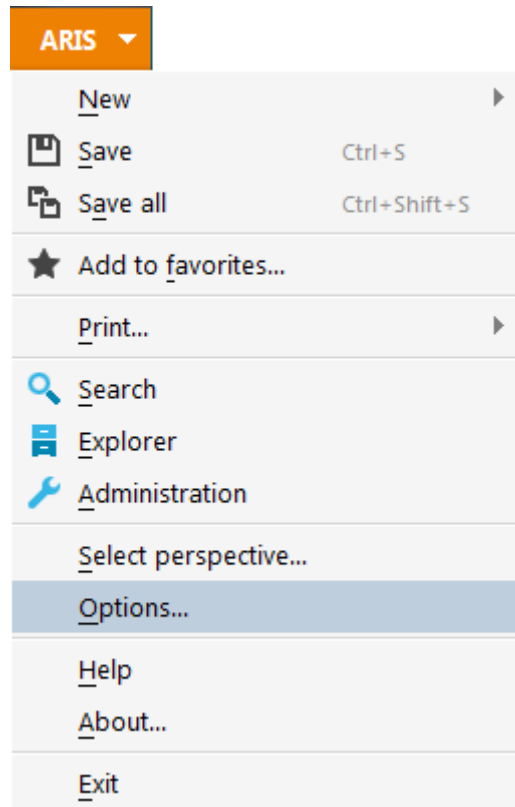 ARIS
New
Save Ctrl+S
Save all Ctrl+Shift+S
Add to favorites...
Print...
Search
Explorer
Administration
Select perspective...
Options...
Help
About...
Exit